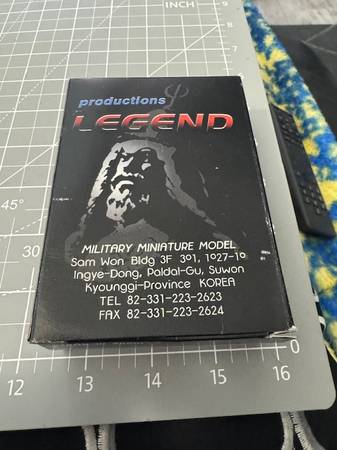 INCH
9
8
productions
LEGEND
45°
30
MILITARY MINIATURE MODEL
Sam Won Bldg 3F 301, 1027-10
Ingye-Dong, Paldal-Gu, Suwon
Kyounggi-Province KOREA
TEL 82-331-223-2623
FAX 82-331-223-2624
0
12
13
14
15
16